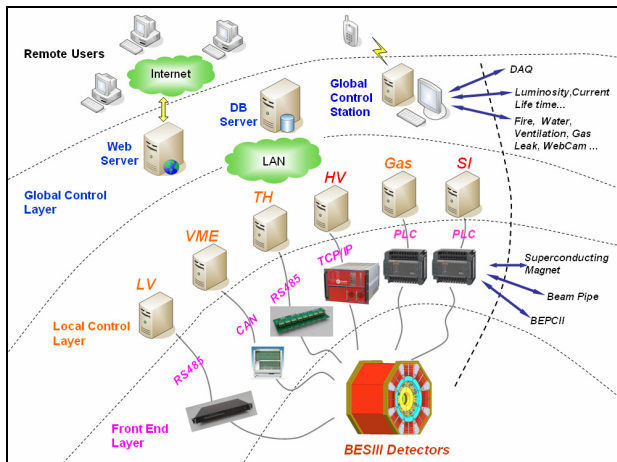 Remote Users
Internet
DB
Server
Global
Control
Station
DAQ
Luminosity,Current
Life time...
Fire, Water,
Ventilation, Gas
Leak, WebCam ...
Web
Server
LAN
Global Control
Layer
LV
VME
TH
HV
Gas
SI
RS485
CAN
RS485
TCP/IP
PLC
PLC
Superconducting
Magnet
Beam Pipe
BEPCII
Local Control
Layer
Front End
Layer
BESIII Detectors